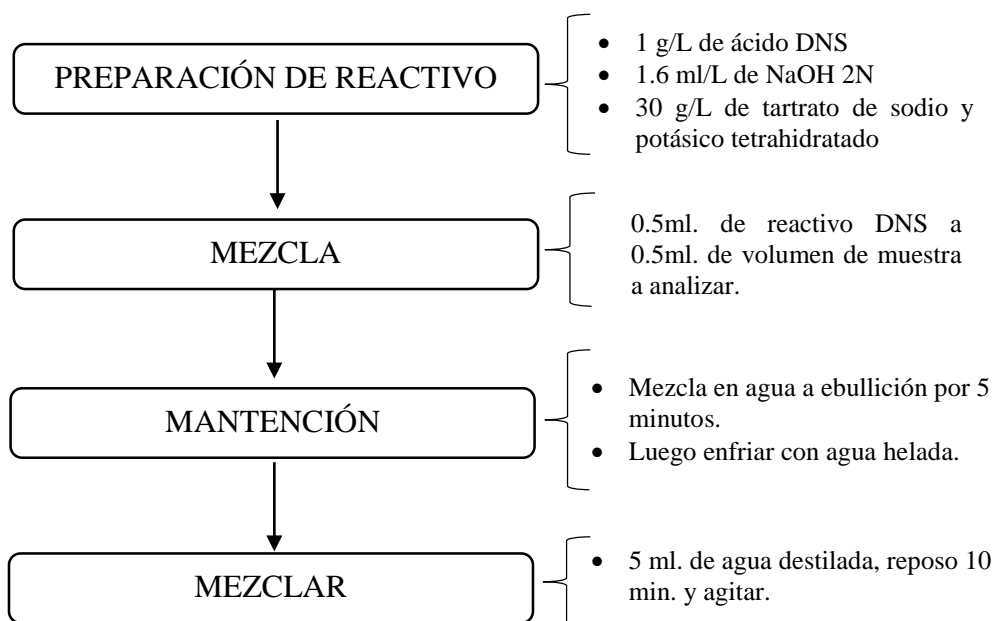 PREPARACIÓN DE REACTIVO
• 1 g/L de ácido DNS
• 1.6 ml/L de NaOH 2N
• 30 g/L de tartrato de sodio y
potásico tetrahidratado
MEZCLA
0.5ml. de reactivo DNS a
0.5ml. de volumen de muestra
a analizar.
MANTENCIÓN
• Mezcla en agua a ebullición por 5
minutos.
• Luego enfriar con agua helada.
MEZCLAR
• 5 ml. de agua destilada, reposo 10
min. y agitar.